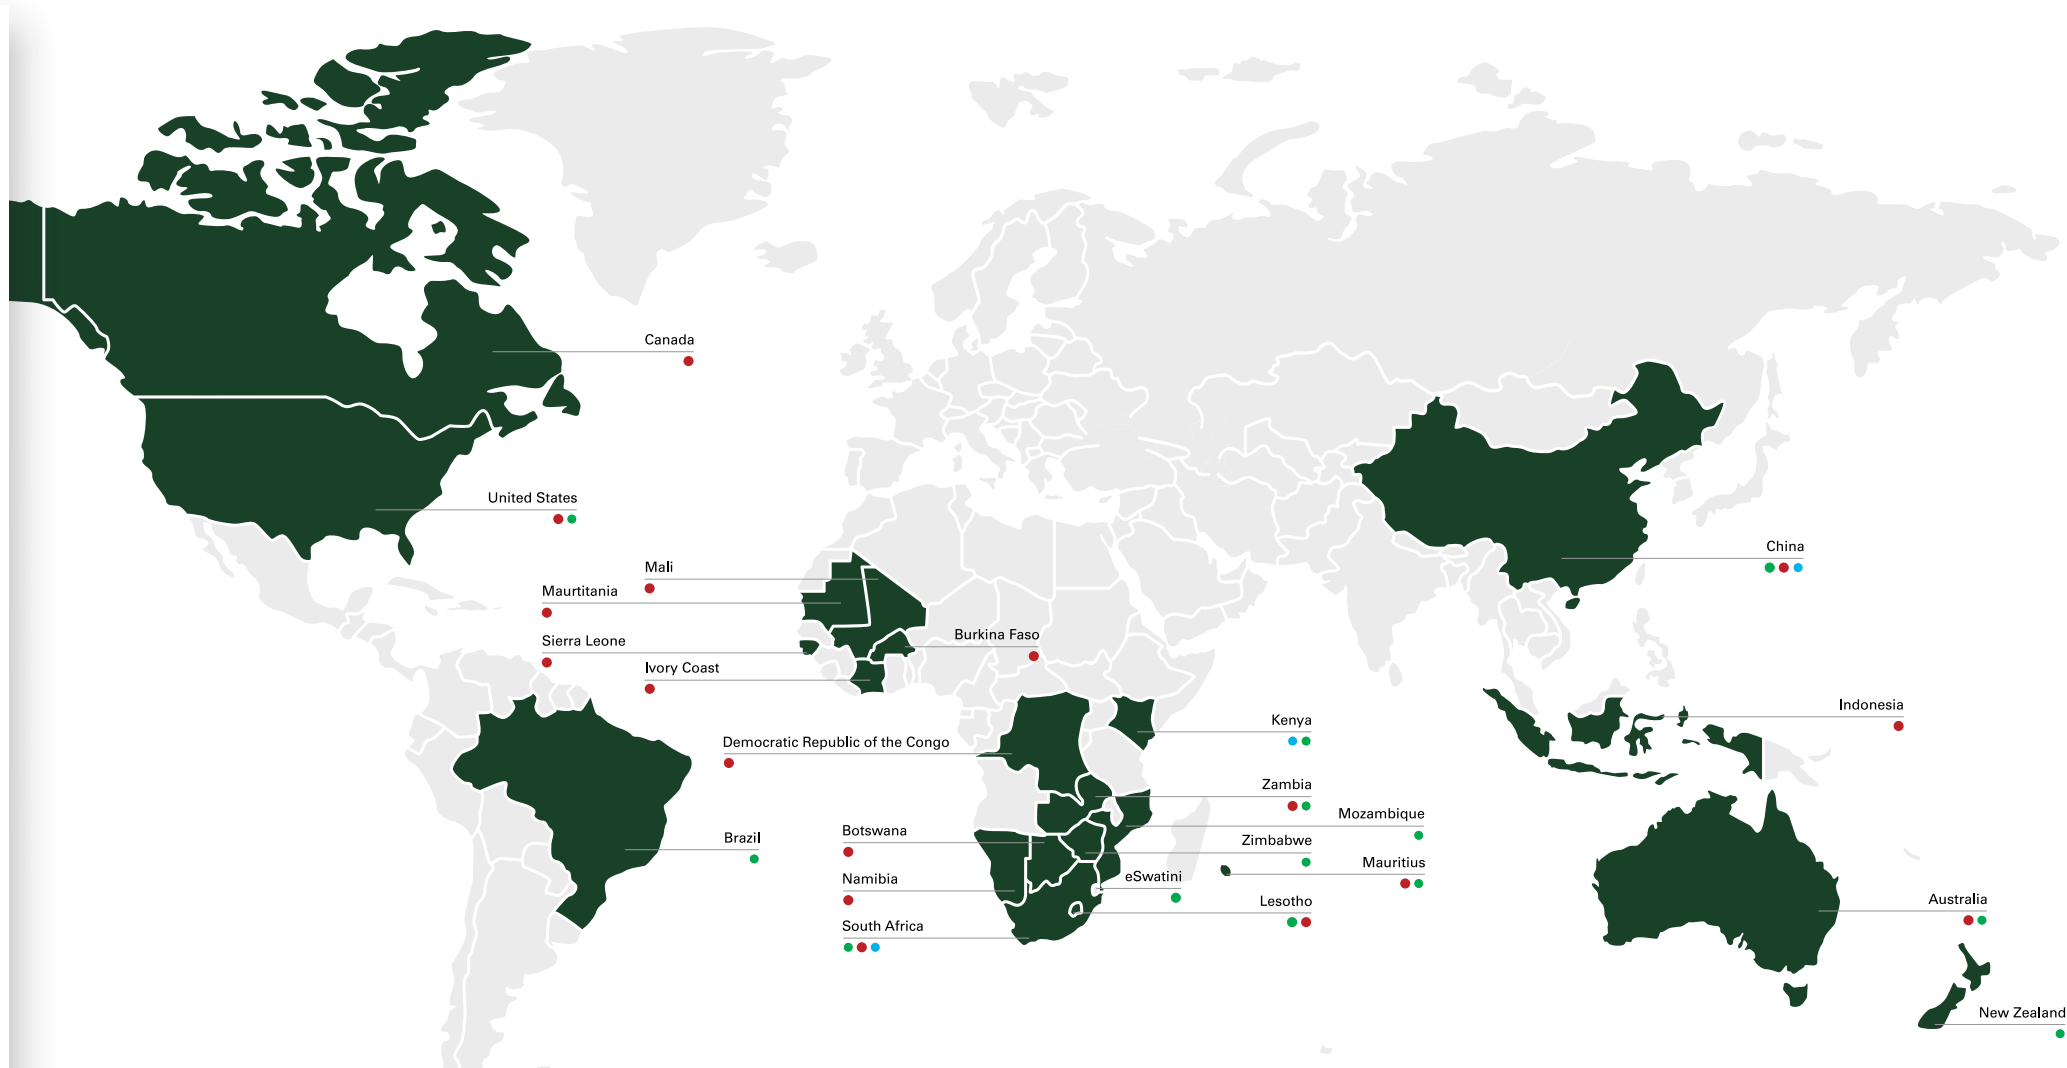 Canada
United States
Mali
Mauritania
Sierra Leone
Ivory Coast
Burkina Faso
China
Indonesia
Kenya
Democratic Republic of the Congo
Zambia
Mozambique
Brazil
Botswana
Zimbabwe
Mauritius
Namibia
eSwatini
Lesotho
South Africa
Australia
New Zealand